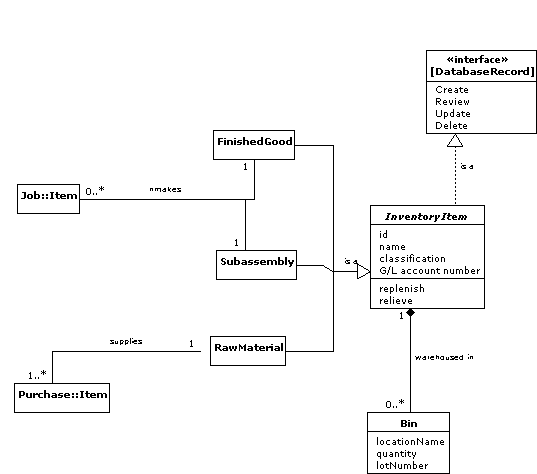 «interface»
[DatabaseRecord]
Create
Review
Update
Delete
is a
FinishedGood
1
Job::Item
0..*
nmakes
1
Subassembly
is a
InventoryItem
id
name
classification
G/L account number
replenish
relieve
1
supplies
1
RawMaterial
1..*
Purchase::Item
warehoused in
0..*
Bin
locationName
quantity
lotNumber